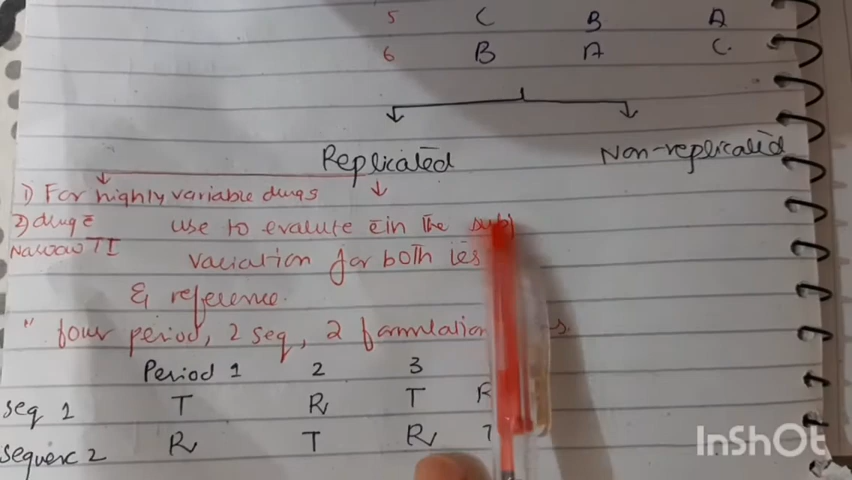 5 C B A
6 B A C
Replicated Non-replicated
1) For highly variable drugs
2) drug c̄
Narrow TI
use to evalute c̄in the subj
variation for both tes
& reference.
" four period, 2 seq, 2 formulation s.
Period 1 2 3
seq 1 T R T R
sequenc 2 R T R T
InShOt